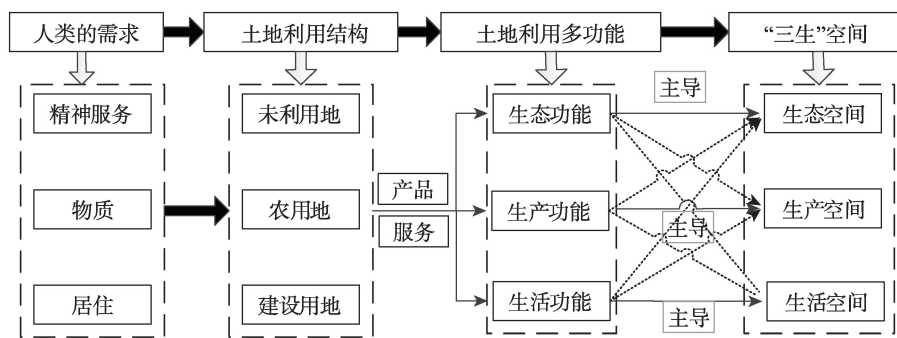 人类的需求
土地利用结构
土地利用多功能
“三生”空间
主导
精神服务
未利用地
生态功能
生态空间
产品
物质
农用地
生产功能
生产空间
服务
主导
居住
建设用地
生活功能
生活空间
主导